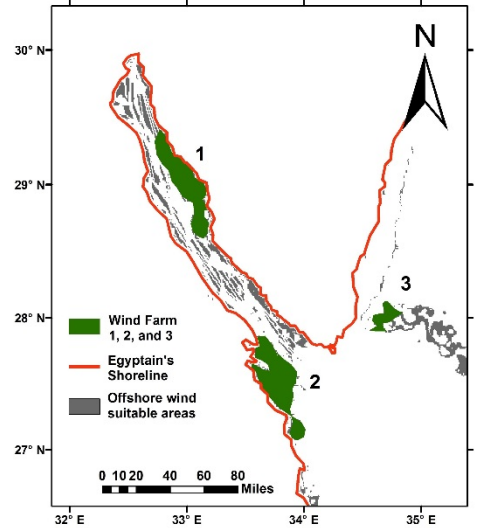 30° N
N
1
29° N
3
28° N
Wind Farm
1, 2, and 3
Egyptain's
Shoreline
2
Offshore wind
suitable areas
27° N
0 10 20 40 60 80
Miles
32° E 33° E 34° E 35° E